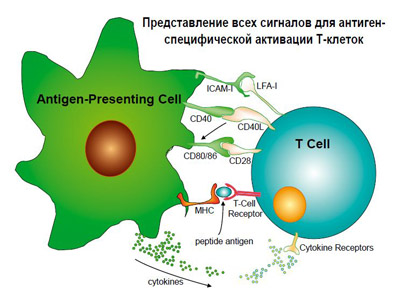 Представление всех сигналов для антиген-
специфической активации Т-клеток
ICAM-I
LFA-I
Antigen-Presenting Cell
CD40
CD40L
T Cell
CD80/86
CD28
MHC
T-Cell
Receptor
peptide antigen
Cytokine Receptors
cytokines